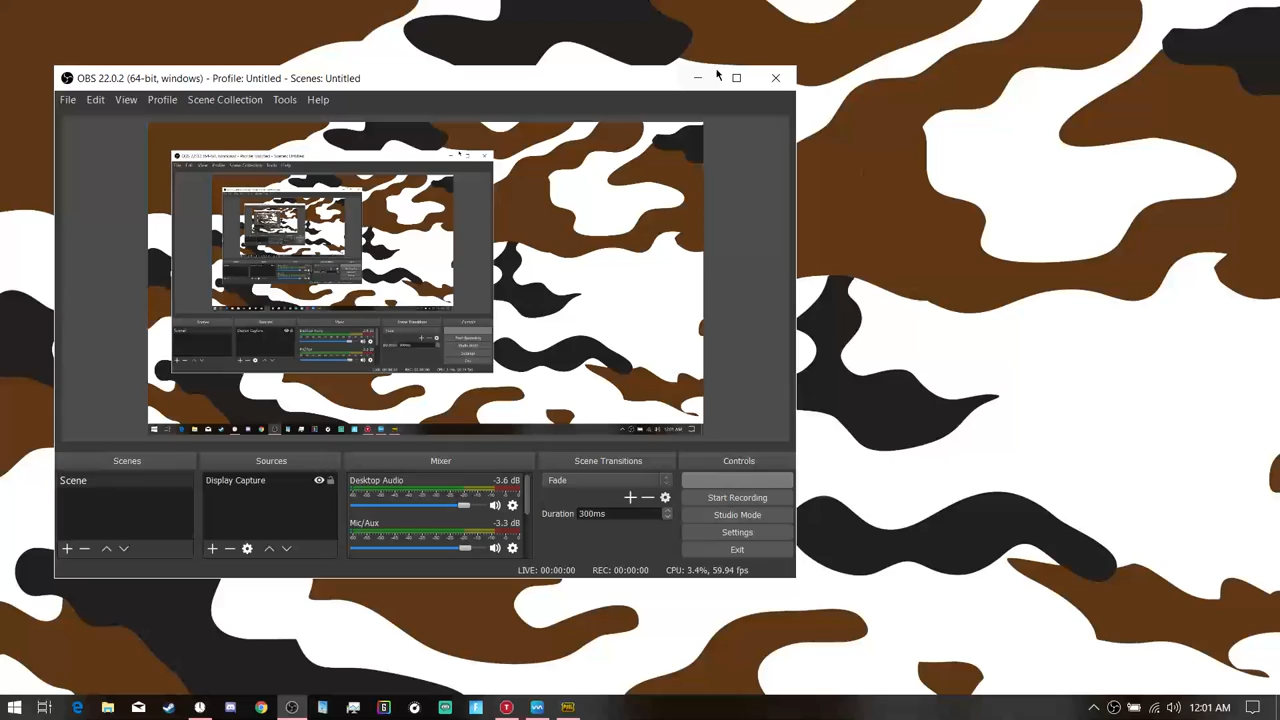 OBS 22.0.2 (64-bit, windows) - Profile: Untitled - Scenes: Untitled
File Edit View Profile Scene Collection Tools Help
Scenes Sources Mixer Scene Transitions Controls
Scene
Display Capture
Desktop Audio -3.6 dB
Mic/Aux -3.3 dB
Fade
Duration 300ms
Start Recording
Studio Mode
Settings
Exit
LIVE: 00:00:00 REC: 00:00:00 CPU: 3.4%, 59.94 fps
12:01 AM